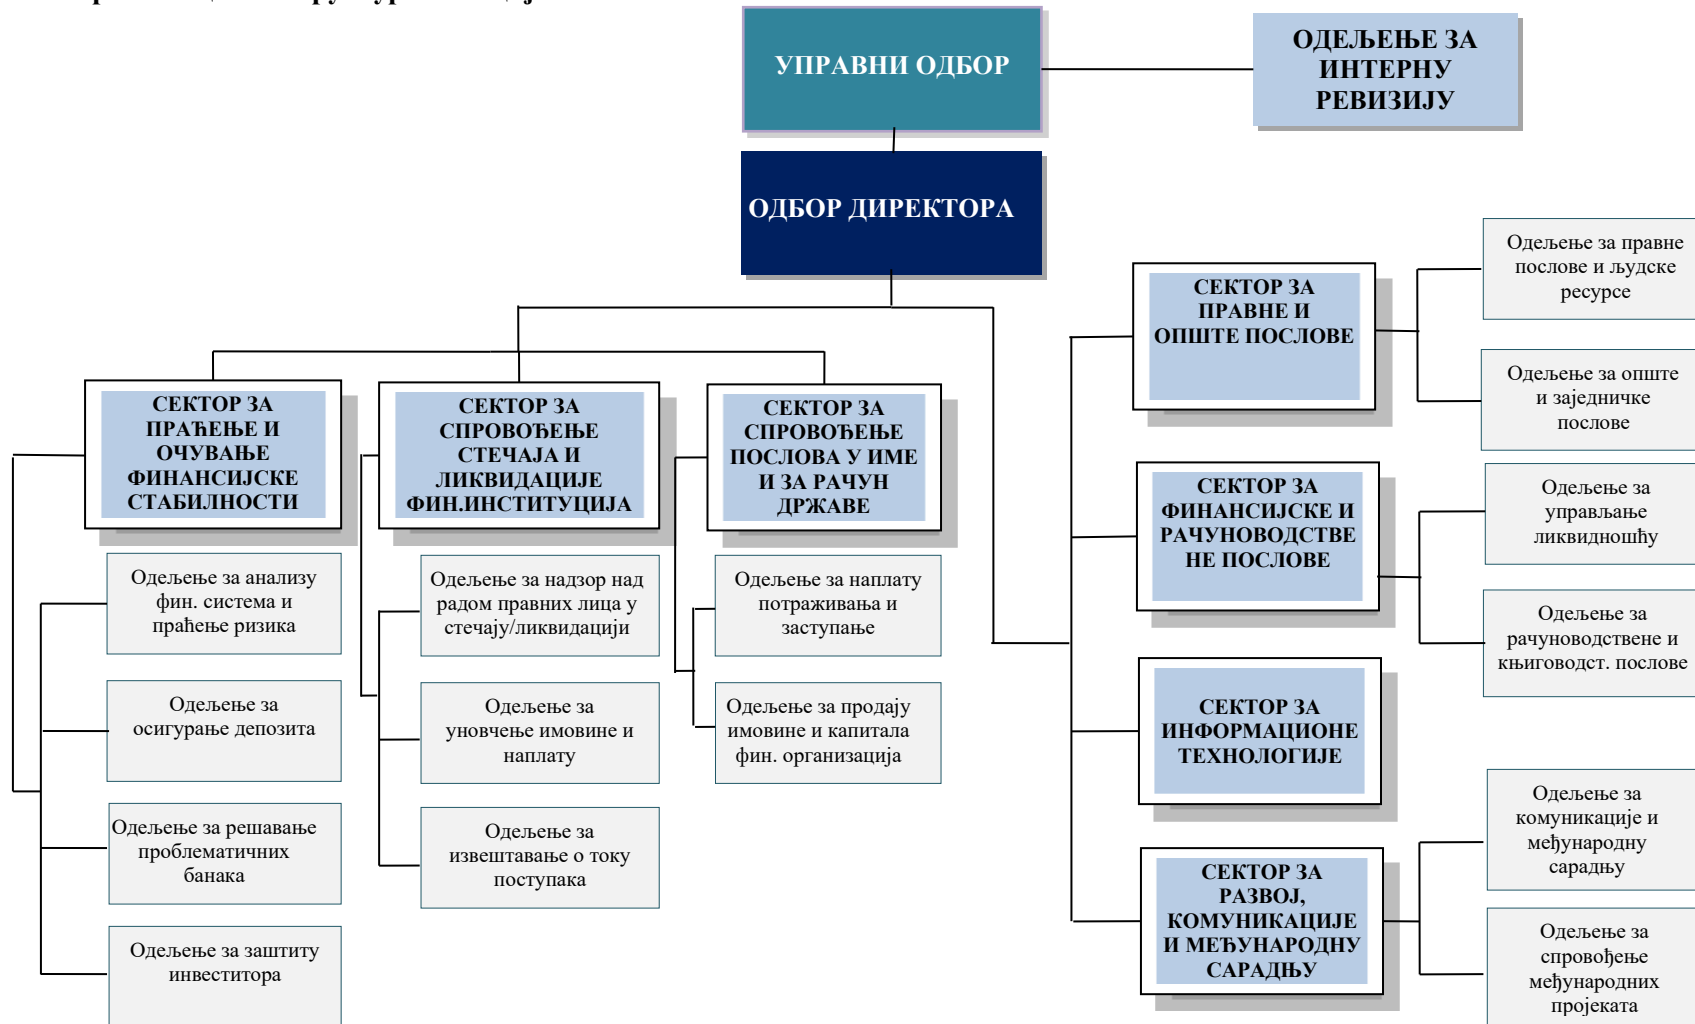 УПРАВНИ ОДБОР
ОДЕЉЕЊЕ ЗА
ИНТЕРНУ
РЕВИЗИЈУ
ОДБОР ДИРЕКТОРА
СЕКТОР ЗА
ПРАЋЕЊЕ И
ОЧУВАЊЕ
ФИНАНСИЈСКЕ
СТАБИЛНОСТИ
Одељење за анализу
фин. система и
праћење ризика
Одељење за
осигурање депозита
Одељење за решавање
проблематичних
банака
Одељење за заштиту
инвеститора
СЕКТОР ЗА
СПРОВОЂЕЊЕ
СТЕЧАЈА И
ЛИКВИДАЦИЈЕ
ФИН.ИНСТИТУЦИЈА
Одељење за надзор над
радом правних лица у
стечају/ликвидацији
Одељење за
уновчење имовине и
наплату
Одељење за
извештавање о току
поступака
СЕКТОР ЗА
СПРОВОЂЕЊЕ
ПОСЛОВА У ИМЕ
И ЗА РАЧУН
ДРЖАВЕ
Одељење за наплату
потраживања и
заступање
Одељење за продају
имовине и капитала
фин. организација
СЕКТОР ЗА
ПРАВНЕ И
ОПШТЕ ПОСЛОВЕ
Одељење за правне
послове и људске
ресурсе
Одељење за опште
и заједничке
послове
СЕКТОР ЗА
ФИНАНСИЈСКЕ И
РАЧУНОВОДСТВЕ
НЕ ПОСЛОВЕ
Одељење за
управљање
ликвидношћу
Одељење за
рачуноводствене и
књиговодст. послове
СЕКТОР ЗА
ИНФОРМАЦИОНЕ
ТЕХНОЛОГИЈЕ
СЕКТОР ЗА
РАЗВОЈ,
КОМУНИКАЦИЈЕ
И МЕЂУНАРОДНУ
САРАДЊУ
Одељење за
комуникације и
међународну
сарадњу
Одељење за
спровођење
међународних
пројеката